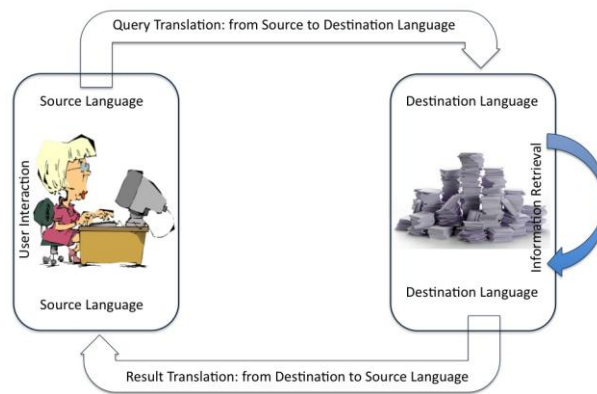 Query Translation: from Source to Destination Language
Source Language
Destination Language
User Interaction
Information Retrieval
Source Language
Destination Language
Result Translation: from Destination to Source Language